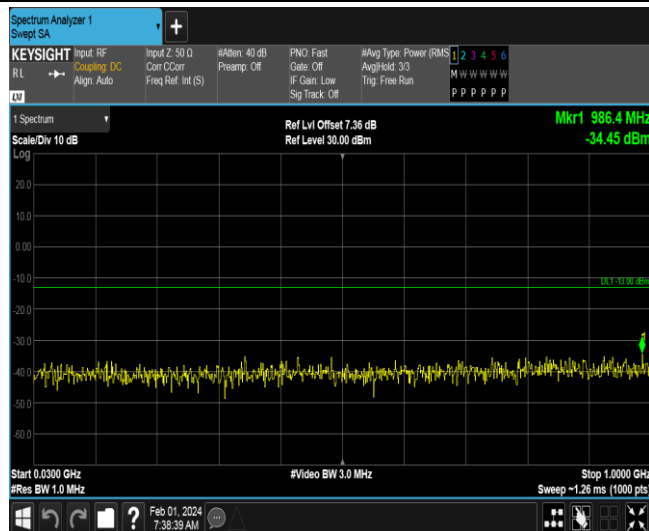 Spectrum Analyzer 1
Swept SA
+
KEYSIGHT
RL
Input: RF
Coupling: DC
Align: Auto
Input Z: 50 Ω
Corr CCorr
Freq Ref: Int (S)
#Atten: 40 dB
Preamp: Off
PNO: Fast
Gate: Off
IF Gain: Low
Sig Track: Off
#Avg Type: Power (RMS
Avg|Hold: 3/3
Trig: Free Run
1 2 3 4 5 6
M W W W W W
P P P P P P
1 Spectrum
Scale/Div 10 dB
Log
Ref Lvl Offset 7.36 dB
Ref Level 30.00 dBm
Mkr1 986.4 MHz
-34.45 dBm
20.0
10.0
0.00
-10.0
DL1 -13.00 dBm
-20.0
-30.0
1
-40.0
-50.0
-60.0
Start 0.0300 GHz
#Res BW 1.0 MHz
#Video BW 3.0 MHz
Stop 1.0000 GHz
Sweep ~1.26 ms (1000 pts)
?
Feb 01, 2024
7:38:39 AM